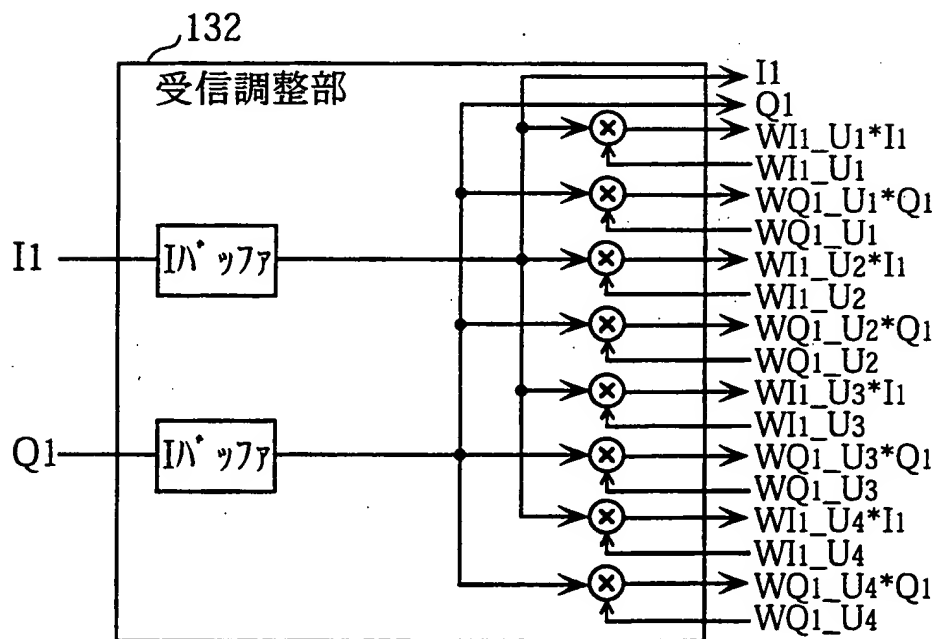 132
受信調整部
I1
Q1
WI1_U1*I1
WI1_U1
WQ1_U1*Q1
WQ1_U1
I1
Iバッファ
WI1_U2*I1
WI1_U2
WQ1_U2*Q1
WQ1_U2
WI1_U3*I1
WI1_U3
Q1
Iバッファ
WQ1_U3*Q1
WQ1_U3
WI1_U4*I1
WI1_U4
WQ1_U4*Q1
WQ1_U4